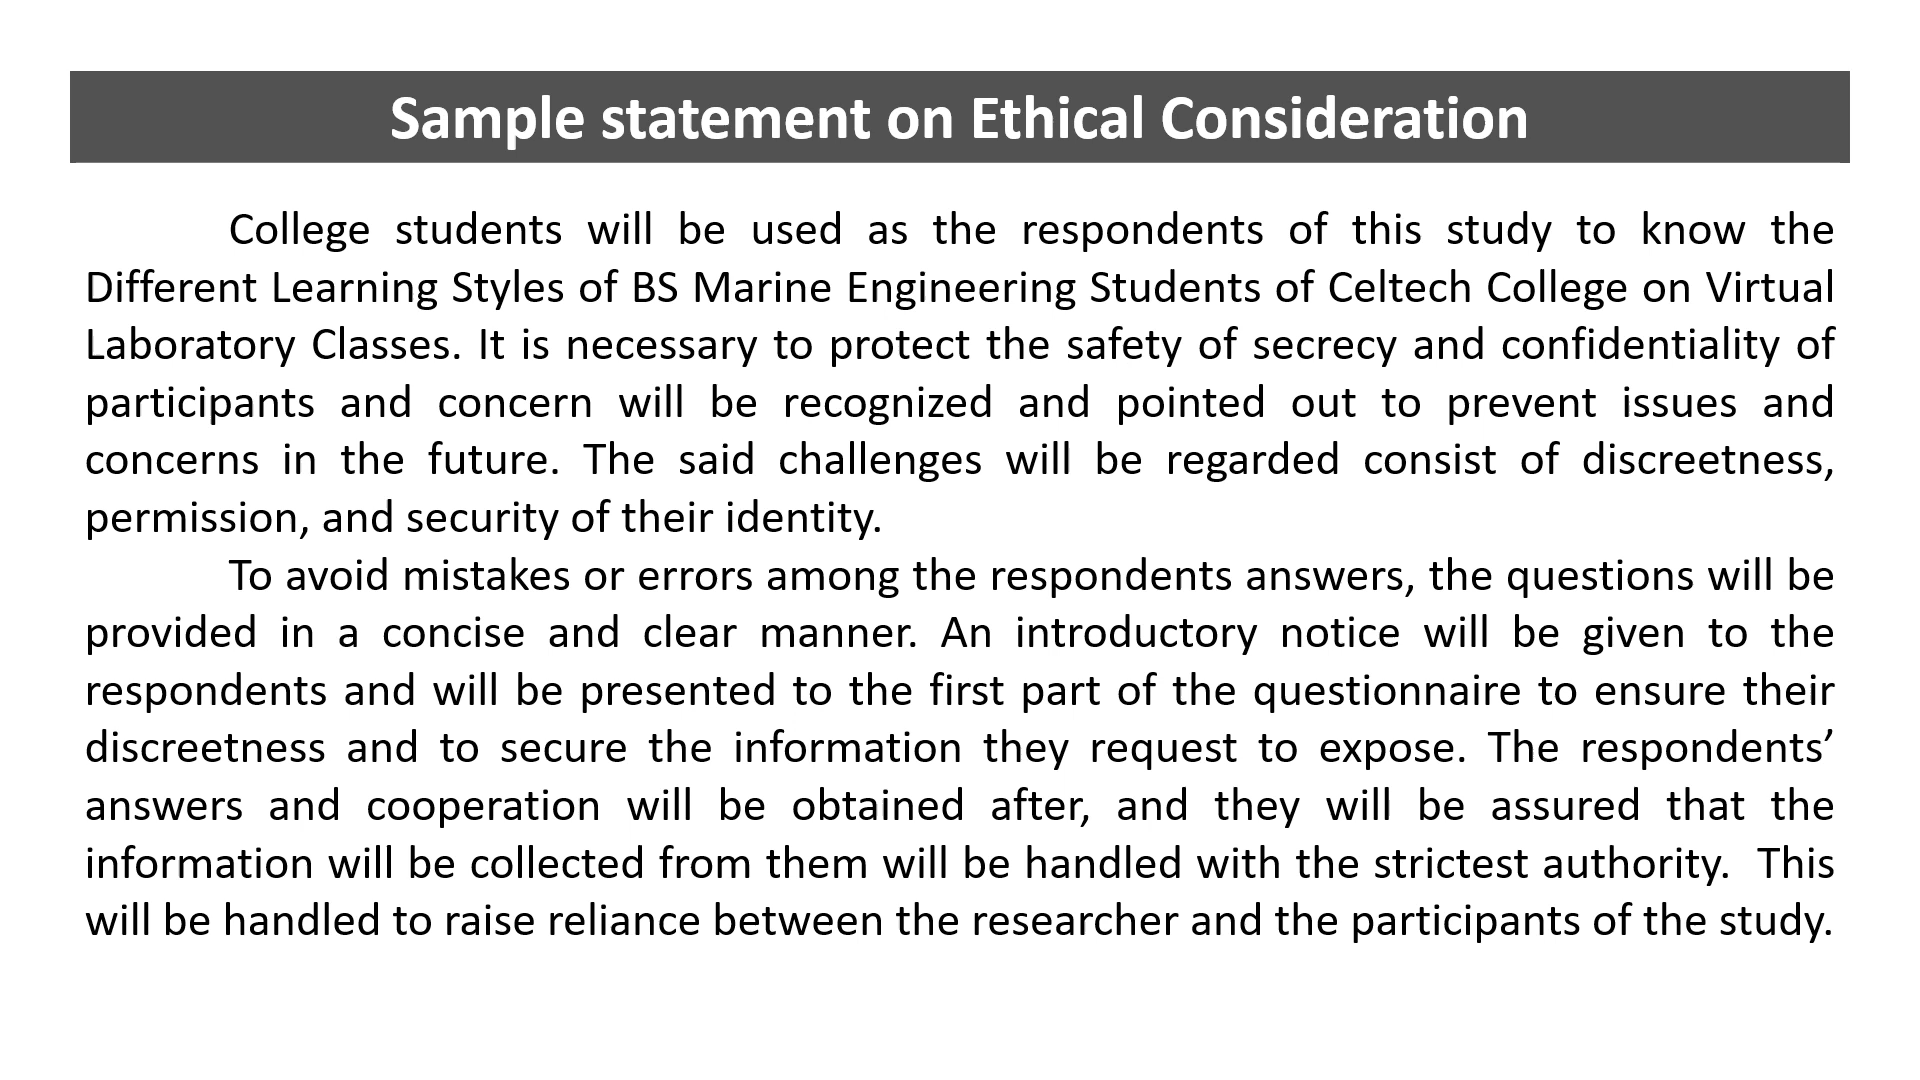 Sample statement on Ethical Consideration
College students will be used as the respondents of this study to know the
Different Learning Styles of BS Marine Engineering Students of Celtech College on Virtual
Laboratory Classes. It is necessary to protect the safety of secrecy and confidentiality of
participants and concern will be recognized and pointed out to prevent issues and
concerns in the future. The said challenges will be regarded consist of discreetness,
permission, and security of their identity.
To avoid mistakes or errors among the respondents answers, the questions will be
provided in a concise and clear manner. An introductory notice will be given to the
respondents and will be presented to the first part of the questionnaire to ensure their
discreetness and to secure the information they request to expose. The respondents’
answers and cooperation will be obtained after, and they will be assured that the
information will be collected from them will be handled with the strictest authority.  This
will be handled to raise reliance between the researcher and the participants of the study.